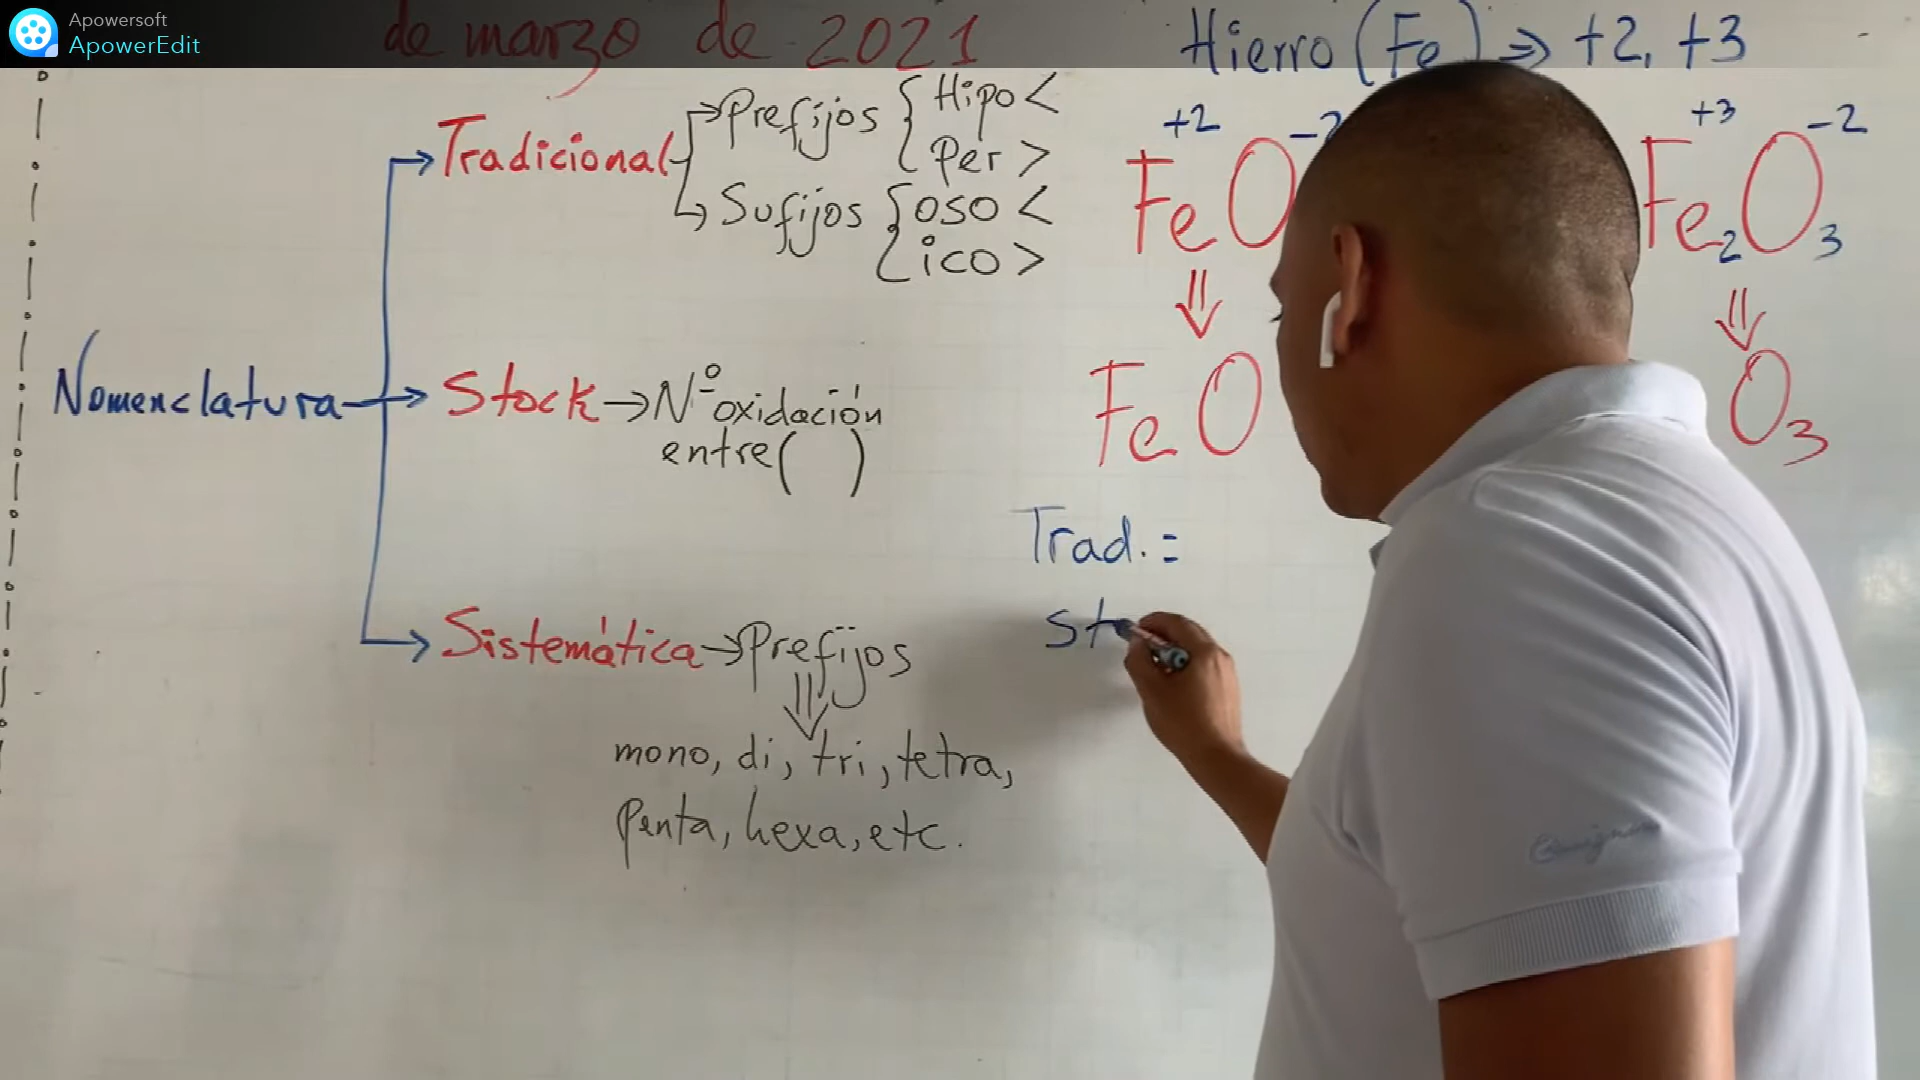 Apowersoft
ApowerEdit
de marzo de 2021
Hierro (Fe) ⇒ +2, +3
Nomenclatura
→ Tradicional
→ Prefijos { Hipo <
Per >
↳ Sufijos { oso <
ico >
→ Stock → Nº oxidación
entre ( )
→ Sistemática → Prefijos
⇓
mono, di, tri, tetra,
penta, hexa, etc.
+2 -2
FeO
⇓
FeO
+3 -2
Fe2O3
⇓
O3
Trad. =
St